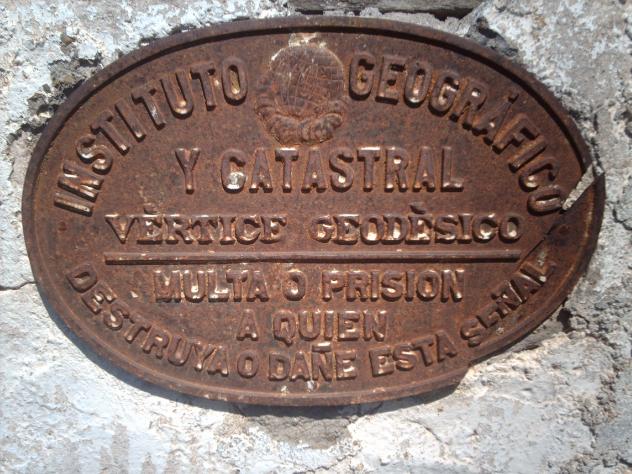 INSTITUTO GEOGRÁFICO
Y CATASTRAL
VÈRTICE GEODÈSICO
MULTA O PRISION
A QUIEN
DESTRUYA O DAÑE ESTA SEÑAL